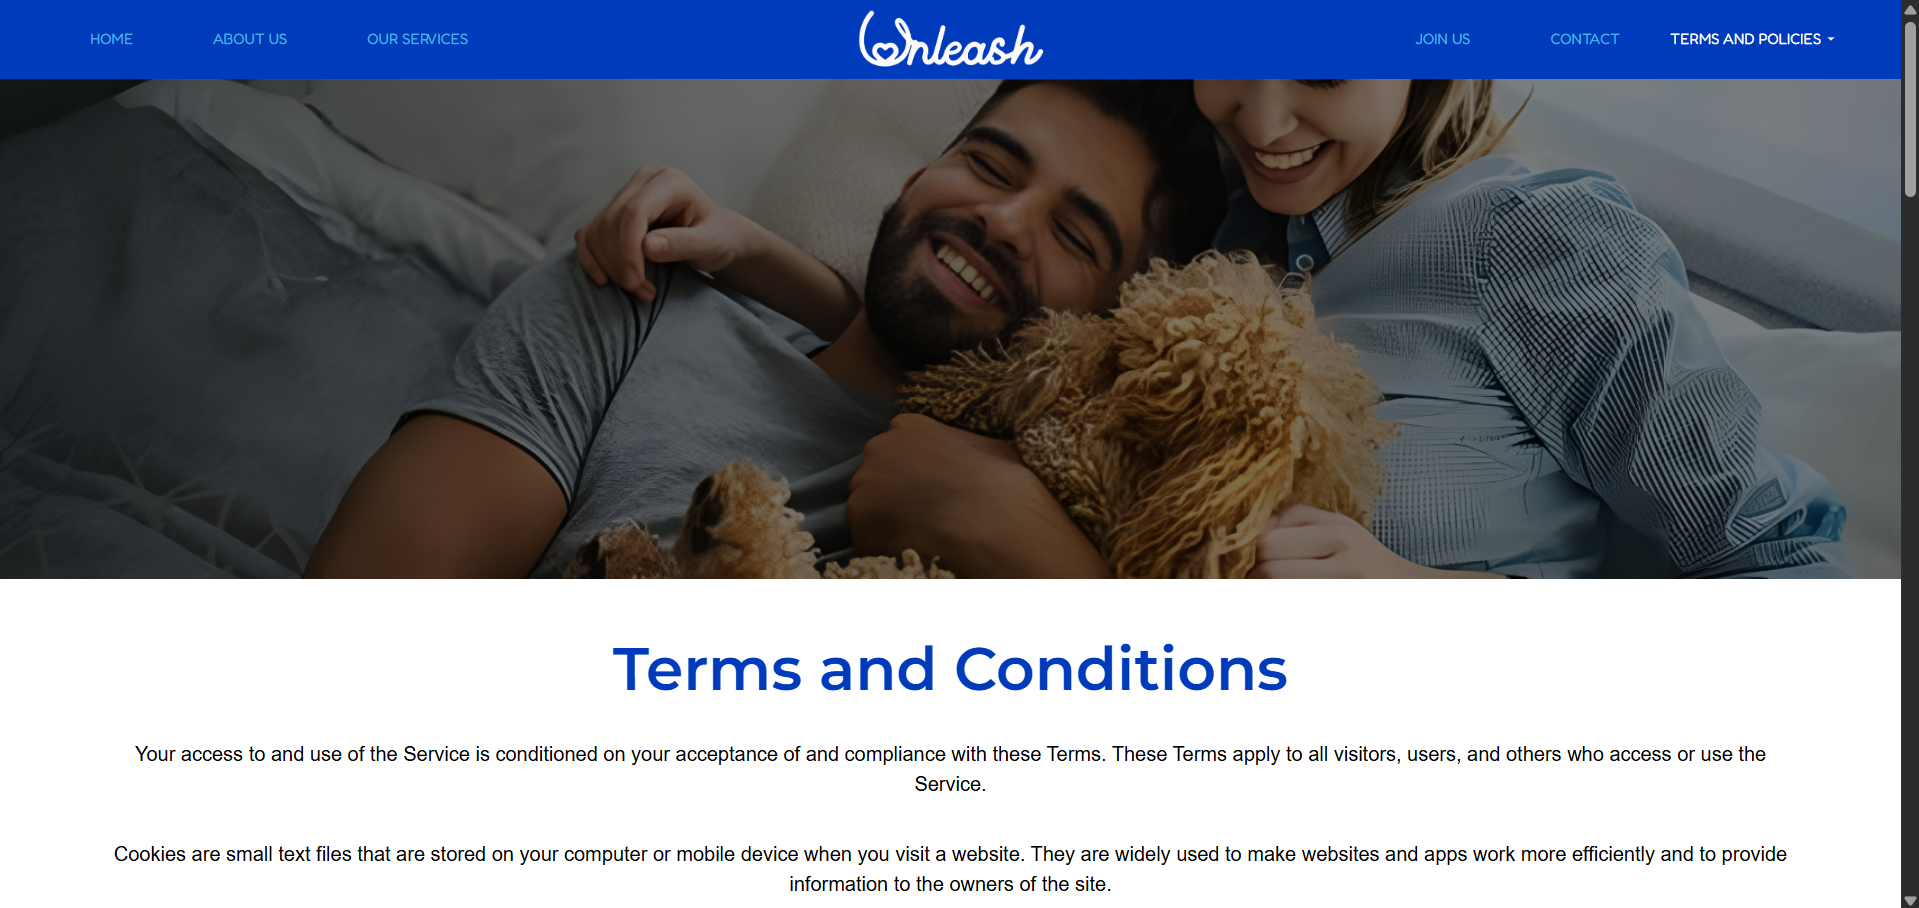 HOME
ABOUT US
OUR SERVICES
Unleash
JOIN US
CONTACT
TERMS AND POLICIES
Terms and Conditions
Your access to and use of the Service is conditioned on your acceptance of and compliance with these Terms. These Terms apply to all visitors, users, and others who access or use the
Service.
Cookies are small text files that are stored on your computer or mobile device when you visit a website. They are widely used to make websites and apps work more efficiently and to provide
information to the owners of the site.